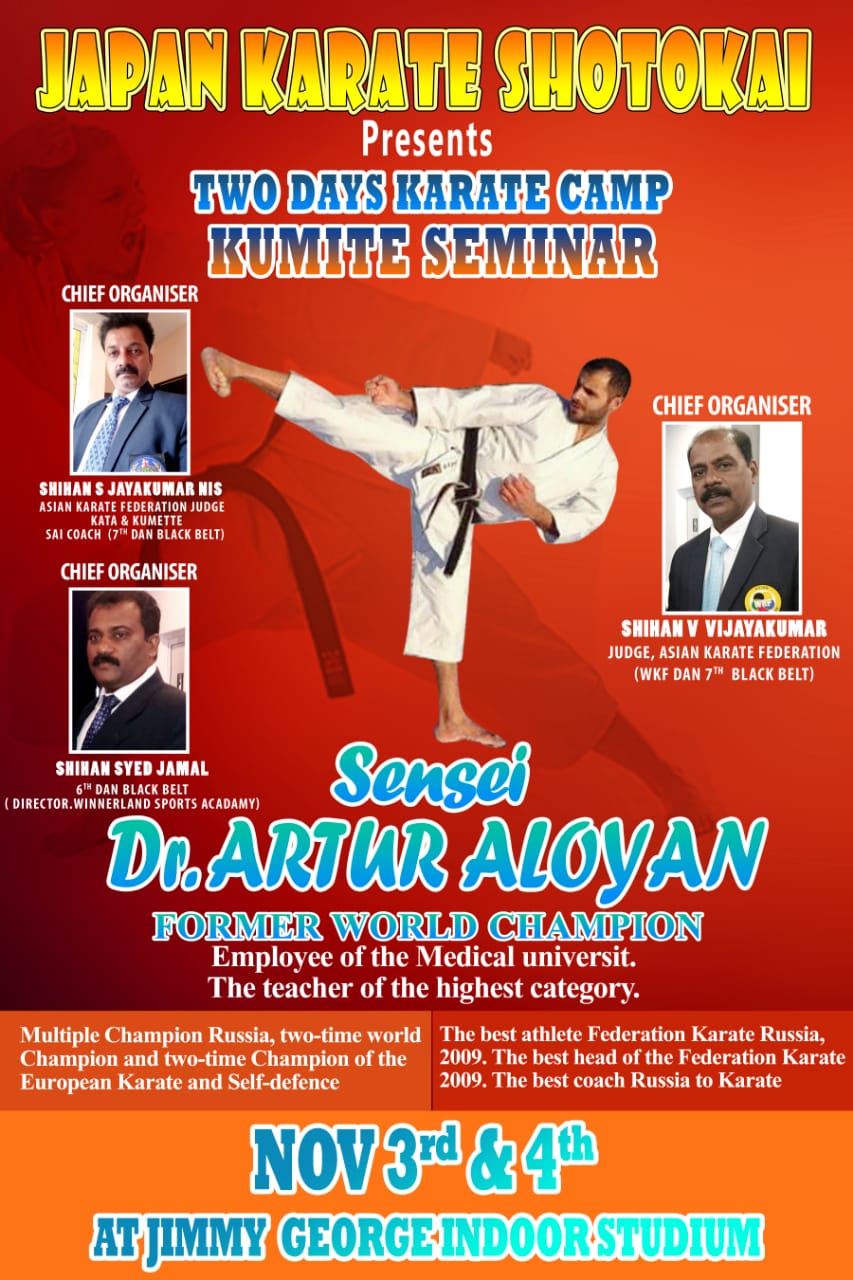 JAPAN KARATE SHOTOKAI
Presents
TWO DAYS KARATE CAMP
KUMITE SEMINAR
CHIEF ORGANISER
SHIHAN S JAYAKUMAR NIS
ASIAN KARATE FEDERATION JUDGE
KATA & KUMETTE
SAI COACH (7TH DAN BLACK BELT)
CHIEF ORGANISER
SHIHAN V VIJAYAKUMAR
JUDGE, ASIAN KARATE FEDERATION
(WKF DAN 7TH BLACK BELT)
CHIEF ORGANISER
SHIHAN SYED JAMAL
6TH DAN BLACK BELT
( DIRECTOR.WINNERLAND SPORTS ACADAMY)
Sensei
Dr. ARTUR ALOYAN
FORMER WORLD CHAMPION
Employee of the Medical universit.
The teacher of the highest category.
Multiple Champion Russia, two-time world
Champion and two-time Champion of the
European Karate and Self-defence
The best athlete Federation Karate Russia,
2009. The best head of the Federation Karate
2009. The best coach Russia to Karate
NOV 3rd & 4th
AT JIMMY GEORGE INDOOR STUDIUM